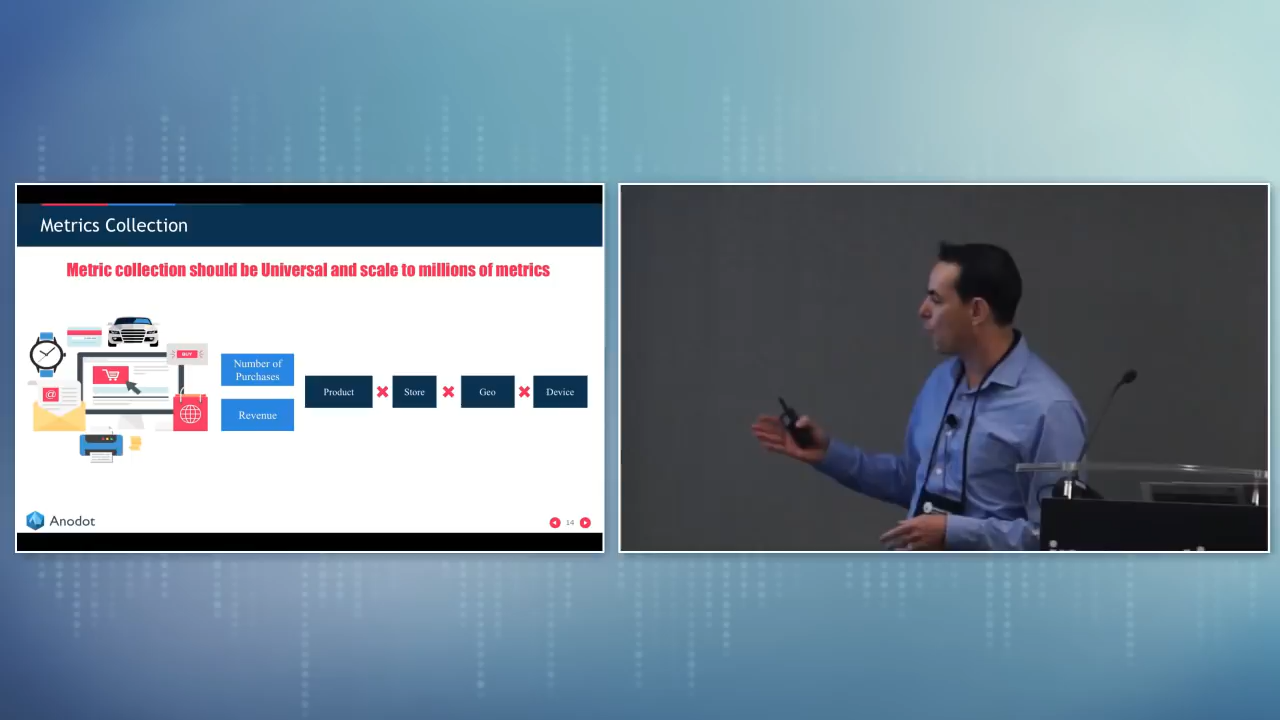 Metrics Collection
Metric collection should be Universal and scale to millions of metrics
BUY
@
Number of
Purchases
Revenue
Product
Store
Geo
Device
Anodot
14